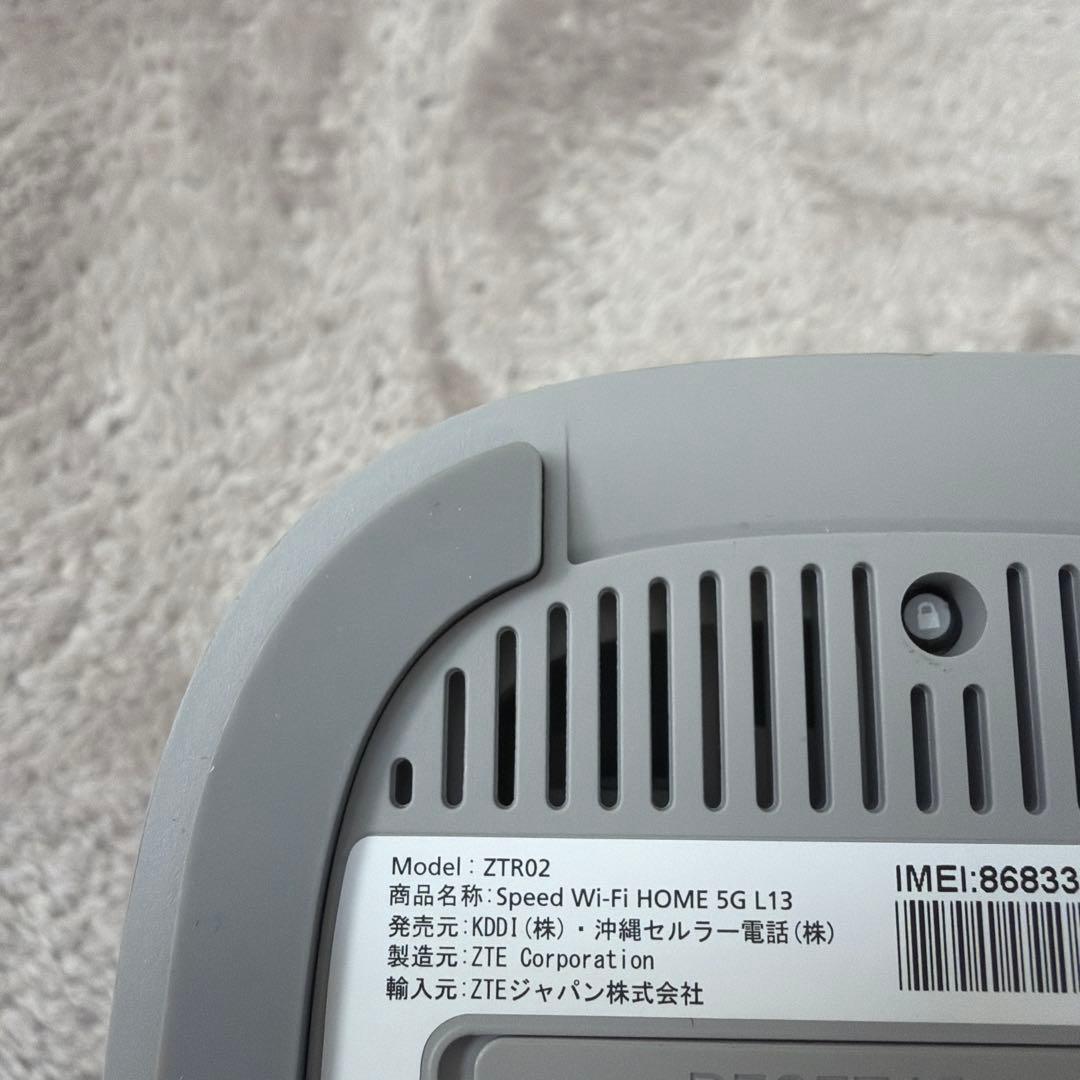 Model : ZTR02
商品名称:Speed Wi-Fi HOME 5G L13
発売元:KDDI(株)・沖縄セルラー電話(株)
製造元:ZTE Corporation
輸入元:ZTEジャパン株式会社
IMEI:86833